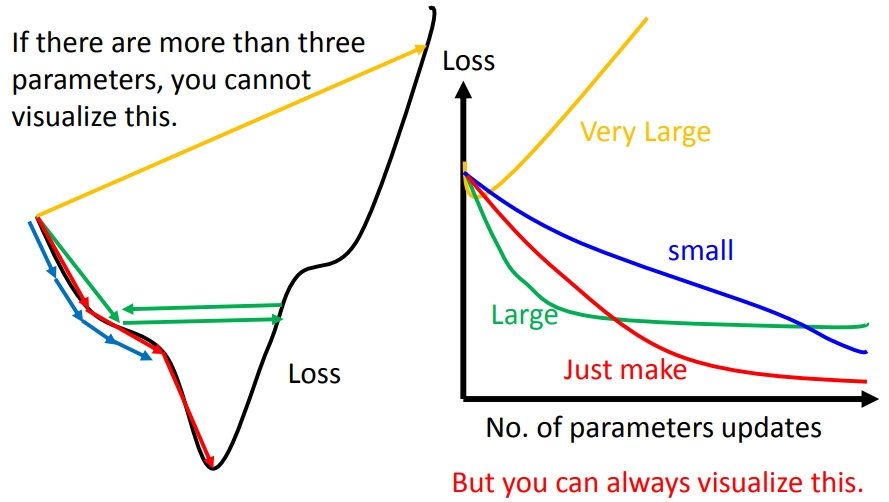 If there are more than three
parameters, you cannot
visualize this.
Loss
Loss
Very Large
small
Large
Just make
No. of parameters updates
But you can always visualize this.